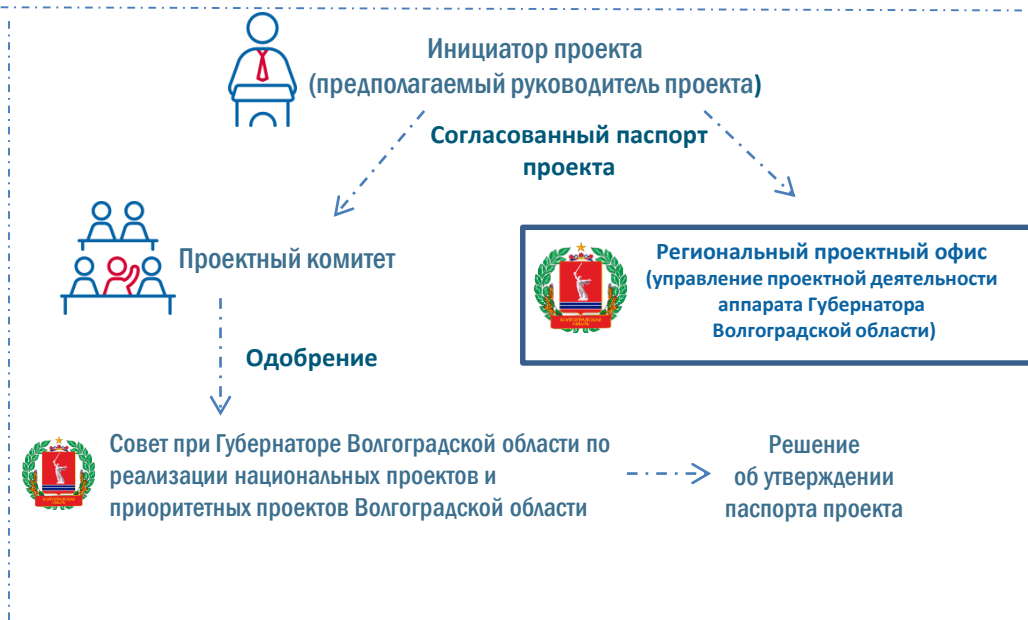 Инициатор проекта
(предполагаемый руководитель проекта)
Согласованный паспорт
проекта
Проектный комитет
Региональный проектный офис
(управление проектной деятельности
аппарата Губернатора
Волгоградской области)
ВОЛГОГРАДСКАЯ
ОБЛАСТЬ
Одобрение
Совет при Губернаторе Волгоградской области по
реализации национальных проектов и
приоритетных проектов Волгоградской области
Решение
об утверждении
паспорта проекта